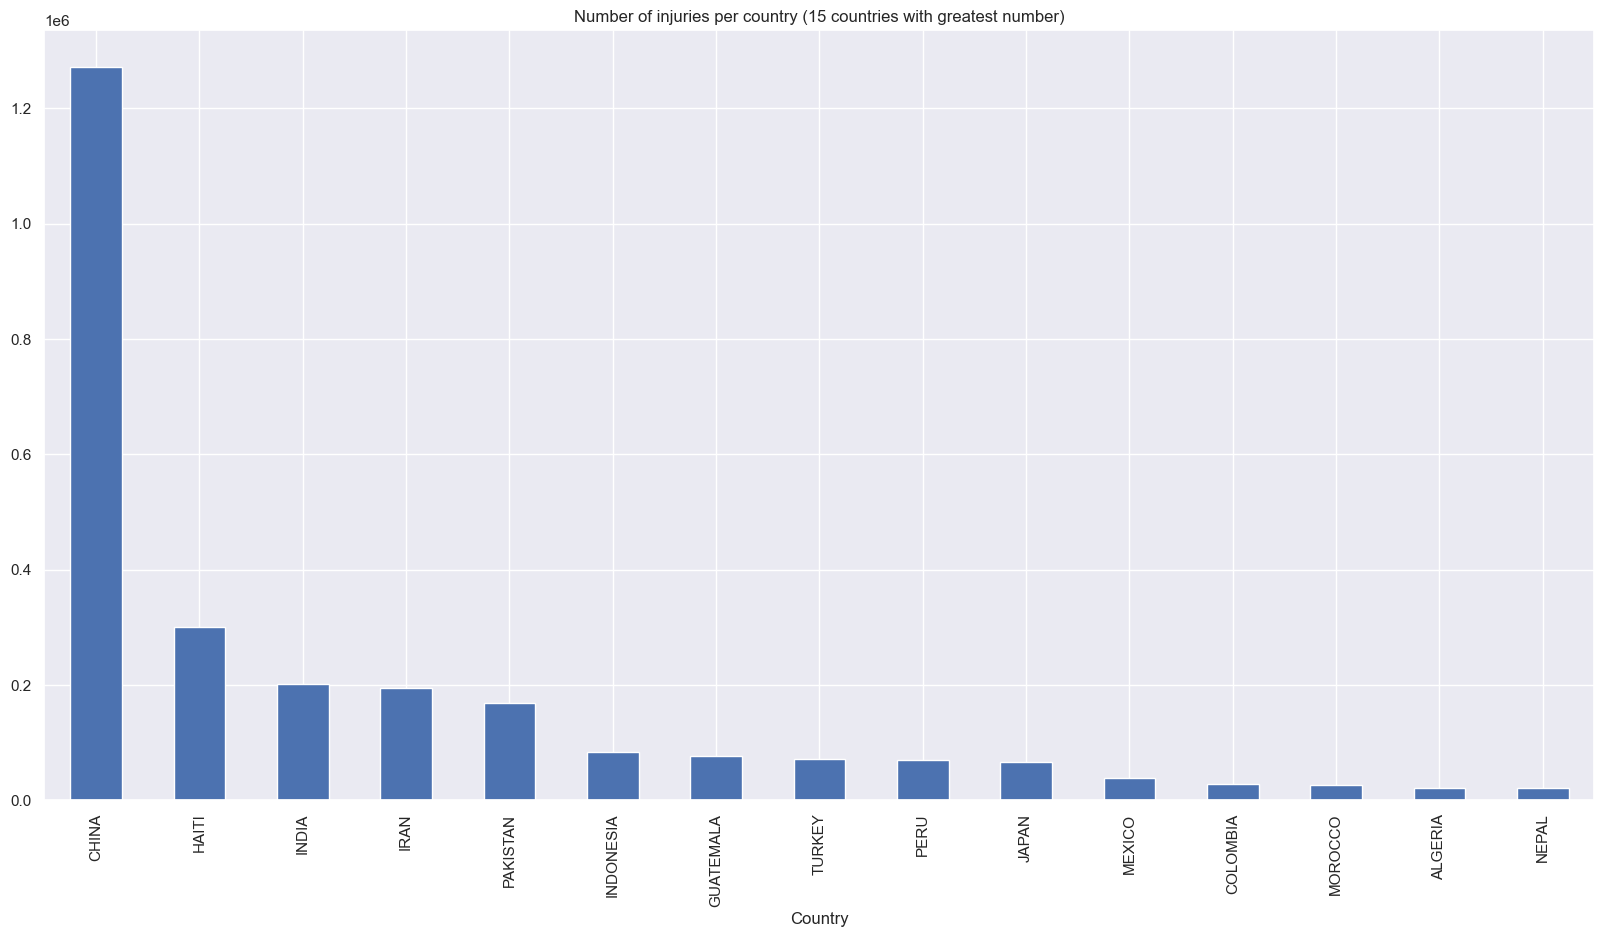 Number of injuries per country (15 countries with greatest number)
1e6
1.2
1.0
0.8
0.6
0.4
0.2
0.0
CHINA
HAITI
INDIA
IRAN
PAKISTAN
INDONESIA
GUATEMALA
TURKEY
PERU
JAPAN
MEXICO
COLOMBIA
MOROCCO
ALGERIA
NEPAL
Country